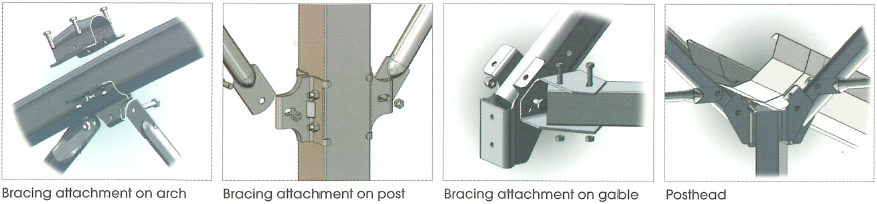 Bracing attachment on arch
Bracing attachment on post
Bracing attachment on gable
Posthead